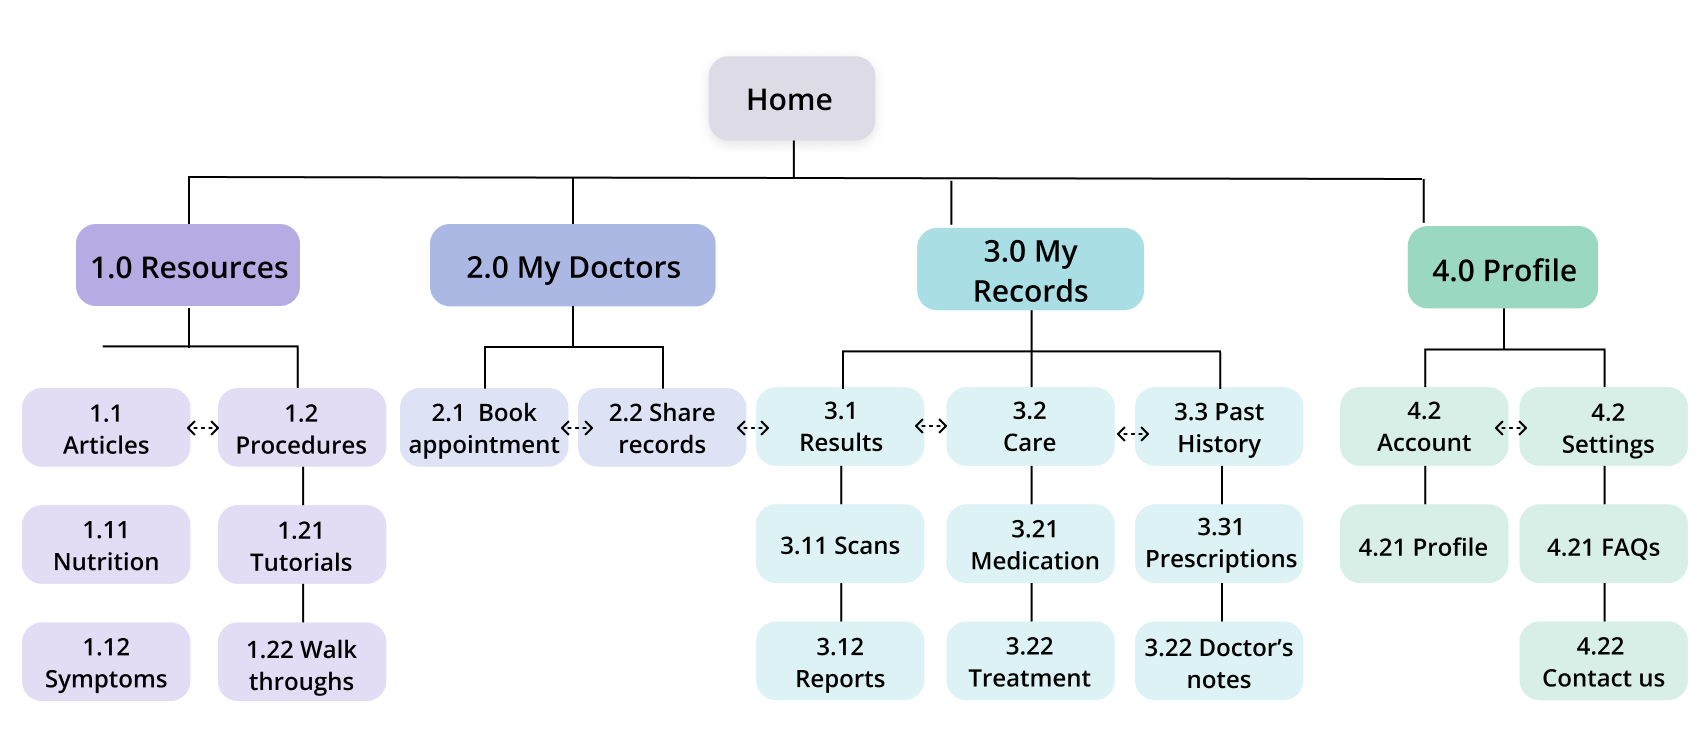 Home
1.0 Resources
2.0 My Doctors
3.0 My
Records
4.0 Profile
1.1
Articles
1.2
Procedures
2.1  Book
appointment
2.2 Share
records
3.1
Results
3.2
Care
3.3 Past
History
4.2
Account
4.2
Settings
1.11
Nutrition
1.21
Tutorials
3.11 Scans
3.21
Medication
3.31
Prescriptions
4.21 Profile
4.21 FAQs
1.12
Symptoms
1.22 Walk
throughs
3.12
Reports
3.22
Treatment
3.22 Doctor’s
notes
4.22
Contact us